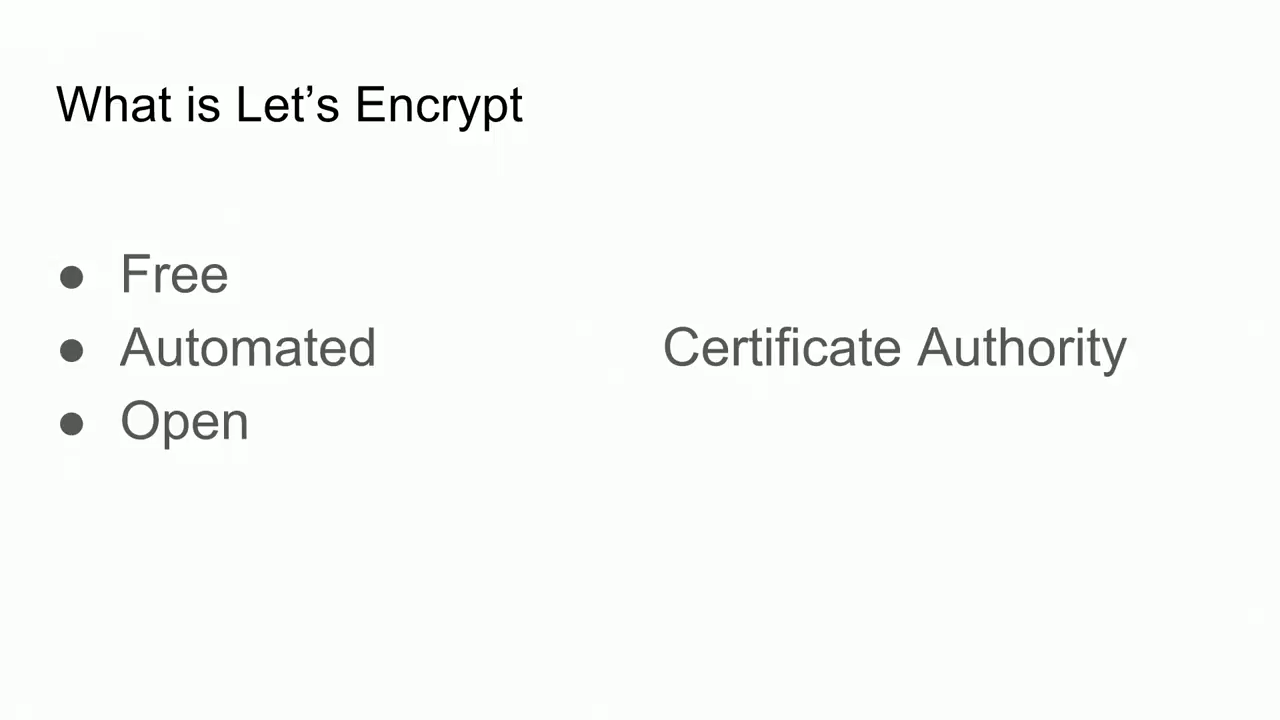 What is Let’s Encrypt
● Free
● Automated
● Open
Certificate Authority